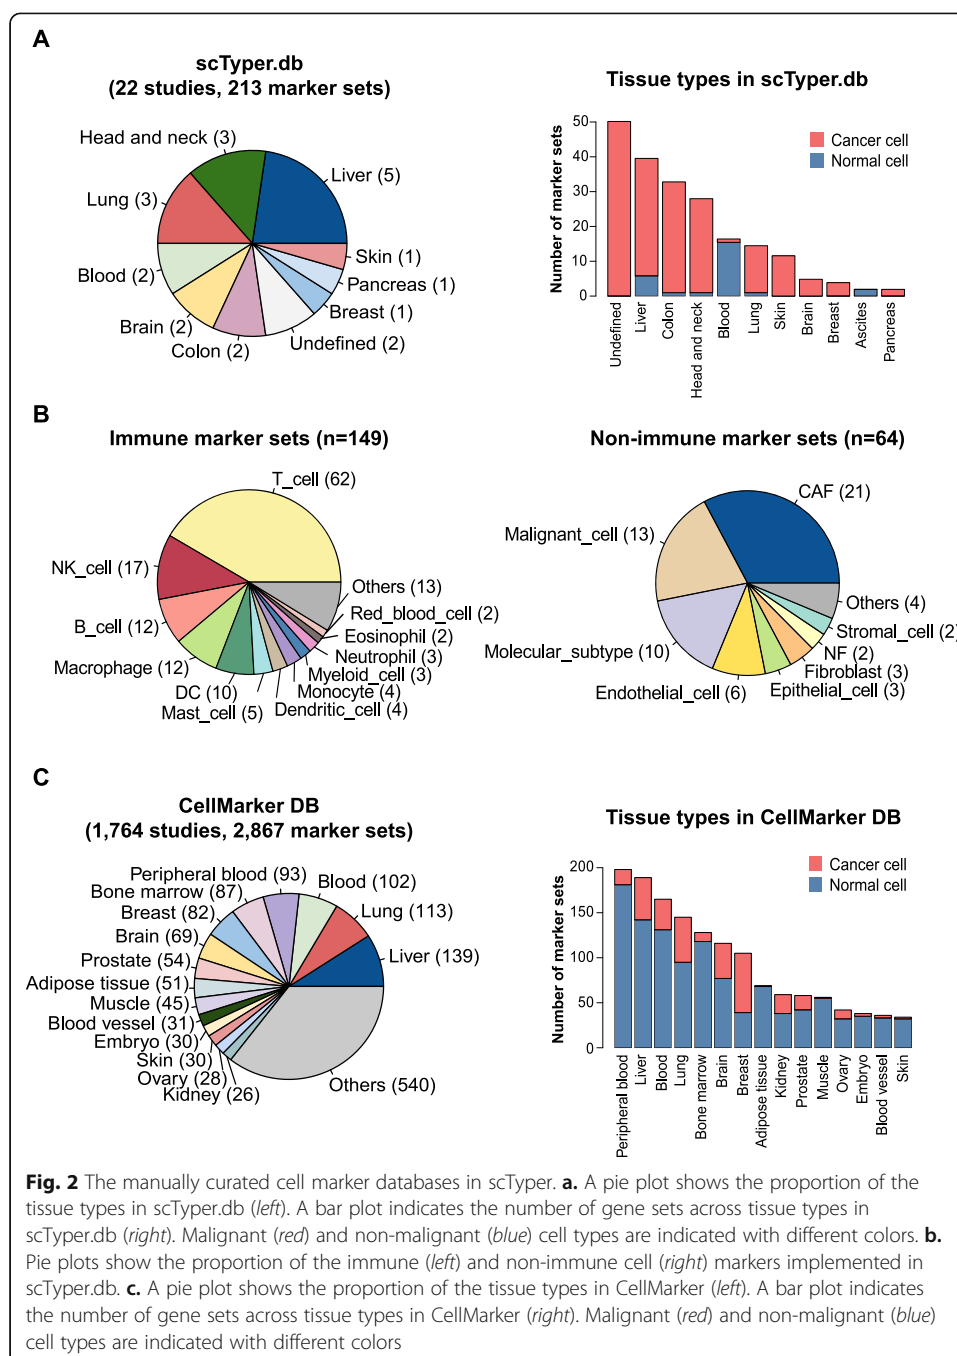 A
scTyper.db
(22 studies, 213 marker sets)
Head and neck (3)
Liver (5)
Lung (3)
Skin (1)
Blood (2)
Pancreas (1)
Breast (1)
Brain (2)
Undefined (2)
Colon (2)
Tissue types in scTyper.db
Number of marker sets
50
40
30
20
10
0
Cancer cell
Normal cell
Undefined
Liver
Colon
Head and neck
Blood
Lung
Skin
Brain
Breast
Ascites
Pancreas
B
Immune marker sets (n=149)
T_cell (62)
NK_cell (17)
Others (13)
Red_blood_cell (2)
B_cell (12)
Eosinophil (2)
Neutrophil (3)
Macrophage (12)
Myeloid_cell (3)
DC (10)
Monocyte (4)
Mast_cell (5)
Dendritic_cell (4)
Non-immune marker sets (n=64)
CAF (21)
Malignant_cell (13)
Others (4)
Stromal_cell (2)
Molecular_subtype (10)
NF (2)
Fibroblast (3)
Endothelial_cell (6)
Epithelial_cell (3)
C
CellMarker DB
(1,764 studies, 2,867 marker sets)
Peripheral blood (93)
Blood (102)
Bone marrow (87)
Breast (82)
Lung (113)
Brain (69)
Liver (139)
Prostate (54)
Adipose tissue (51)
Muscle (45)
Blood vessel (31)
Embryo (30)
Skin (30)
Ovary (28)
Kidney (26)
Others (540)
Tissue types in CellMarker DB
Number of marker sets
200
150
100
50
0
Cancer cell
Normal cell
Peripheral blood
Liver
Blood
Lung
Bone marrow
Brain
Breast
Adipose tissue
Kidney
Prostate
Muscle
Ovary
Embryo
Blood vessel
Skin
Fig. 2 The manually curated cell marker databases in scTyper. a. A pie plot shows the proportion of the
tissue types in scTyper.db (left). A bar plot indicates the number of gene sets across tissue types in
scTyper.db (right). Malignant (red) and non-malignant (blue) cell types are indicated with different colors. b.
Pie plots show the proportion of the immune (left) and non-immune cell (right) markers implemented in
scTyper.db. c. A pie plot shows the proportion of the tissue types in CellMarker (left). A bar plot indicates
the number of gene sets across tissue types in CellMarker (right). Malignant (red) and non-malignant (blue)
cell types are indicated with different colors